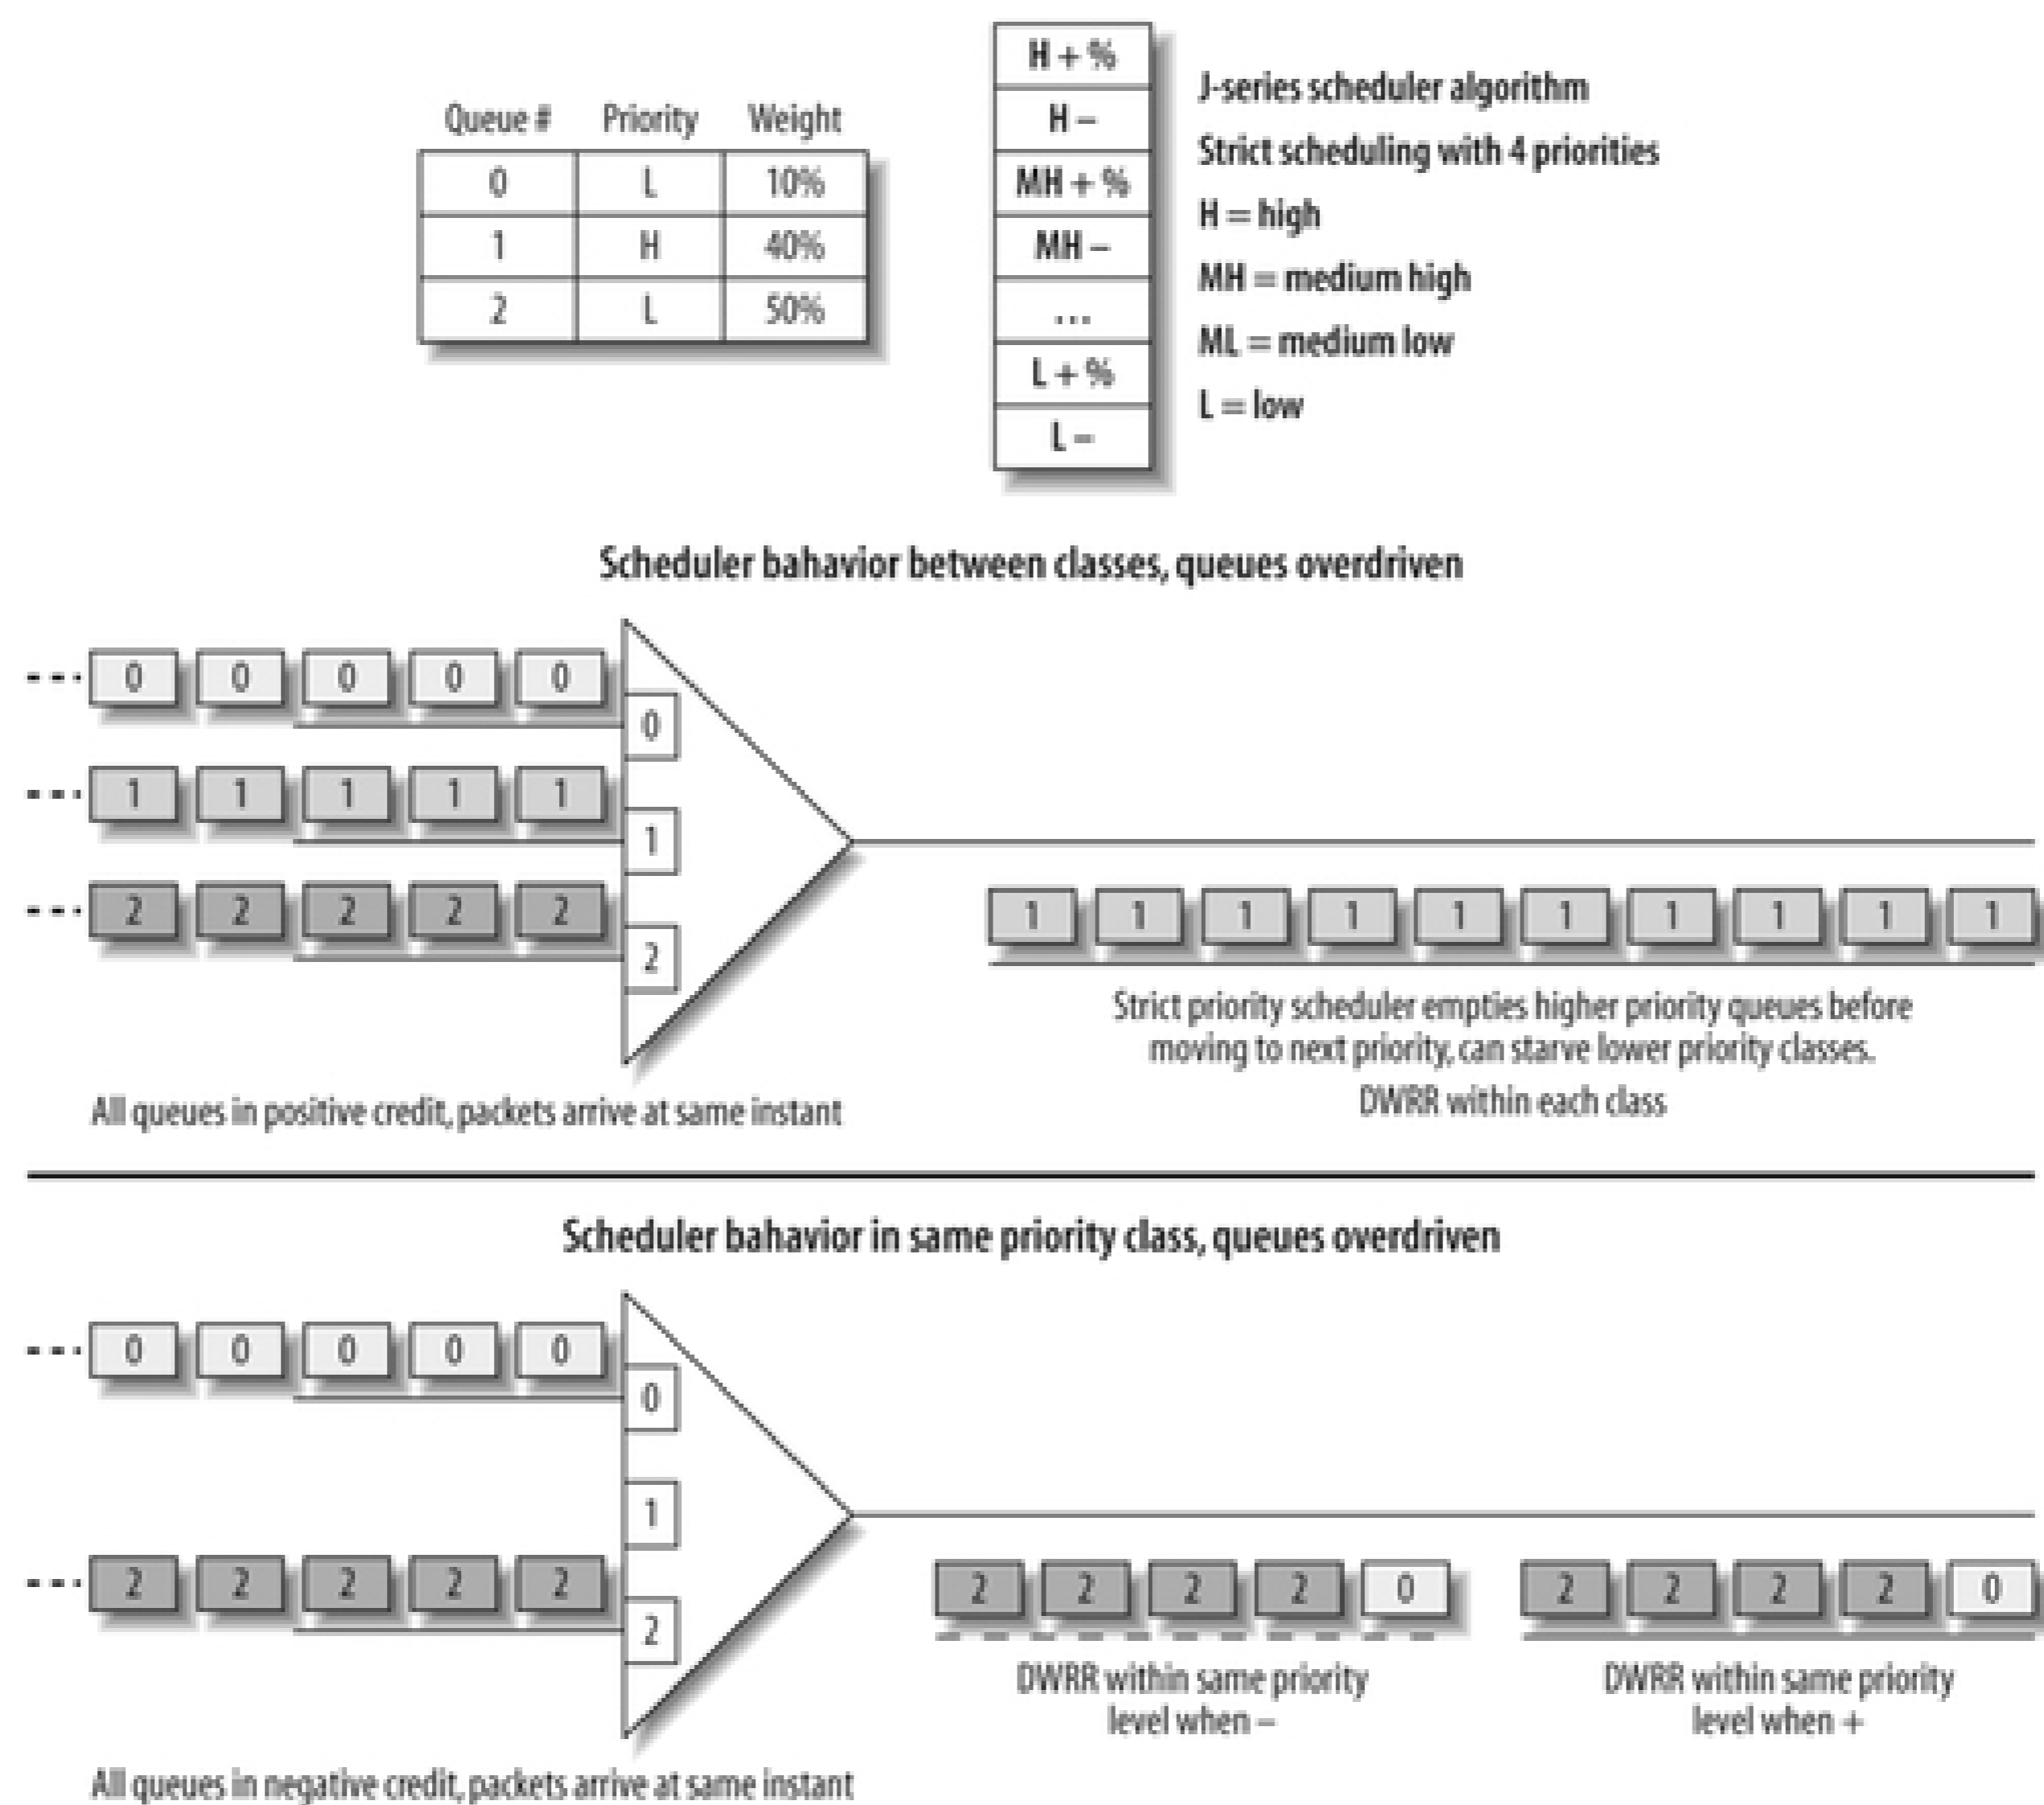 Queue # Priority Weight
0 L 10%
1 H 40%
2 L 50%
H + %
H –
MH + %
MH –
...
L + %
L –
J-series scheduler algorithm
Strict scheduling with 4 priorities
H = high
MH = medium high
ML = medium low
L = low
Scheduler bahavior between classes, queues overdriven
0 0 0 0 0
0
1 1 1 1 1
1
2 2 2 2 2
2
1 1 1 1 1 1 1 1 1 1
Strict priority scheduler empties higher priority queues before
moving to next priority, can starve lower priority classes.
DWRR within each class
All queues in positive credit, packets arrive at same instant
Scheduler bahavior in same priority class, queues overdriven
0 0 0 0 0
0
1
2 2 2 2 2
2
2 2 2 2 0
DWRR within same priority
level when –
2 2 2 2 0
DWRR within same priority
level when +
All queues in negative credit, packets arrive at same instant